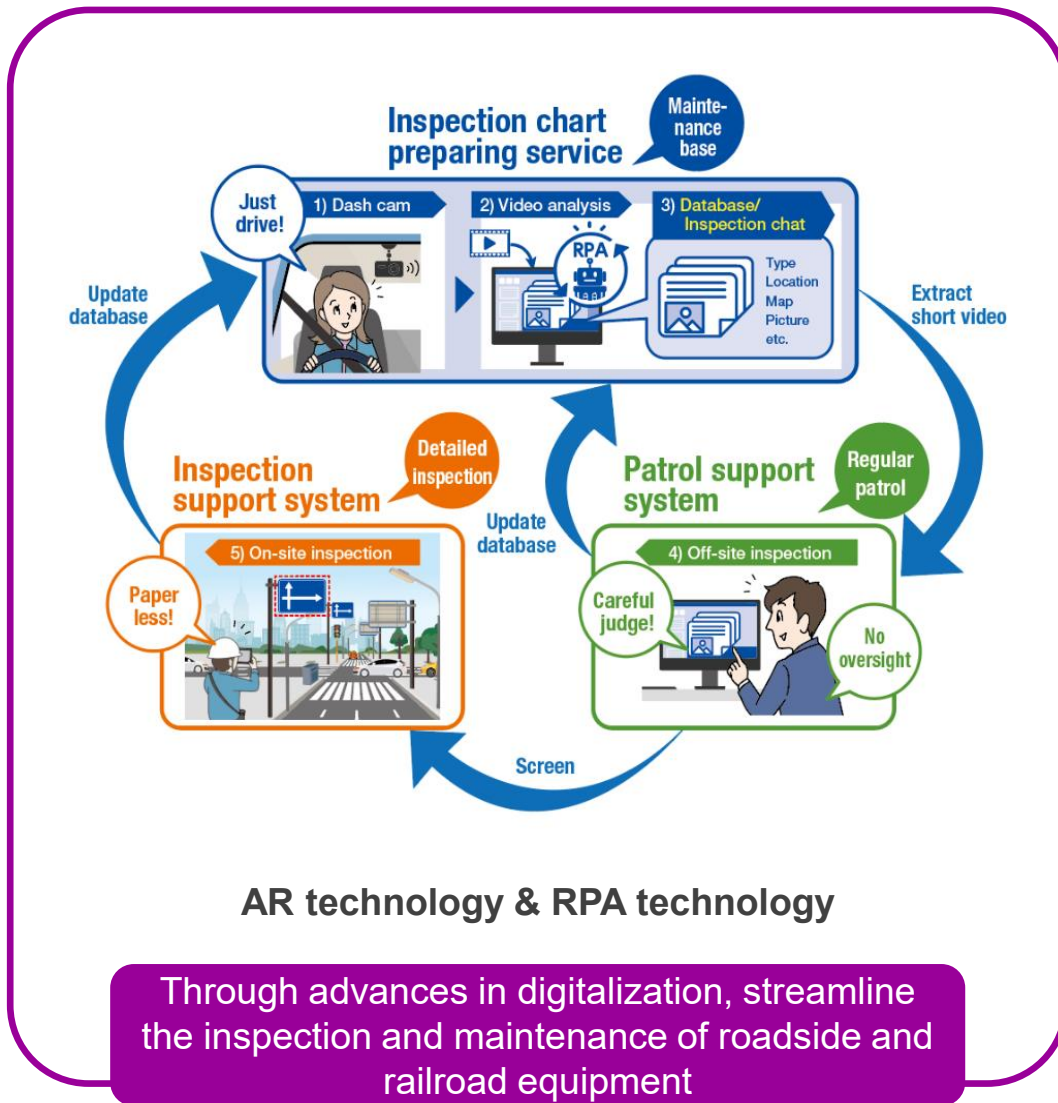 Inspection chart
preparing service
Mainte-
nance
base
Just
drive!
1) Dash cam
2) Video analysis
3) Database/
Inspection chat
RPA
Type
Location
Map
Picture
etc.
Update
database
Extract
short video
Inspection
support system
Detailed
inspection
Update
database
Patrol support
system
Regular
patrol
5) On-site inspection
Paper
less!
4) Off-site inspection
Careful
judge!
No
oversight
Screen
AR technology & RPA technology
Through advances in digitalization, streamline
the inspection and maintenance of roadside and
railroad equipment